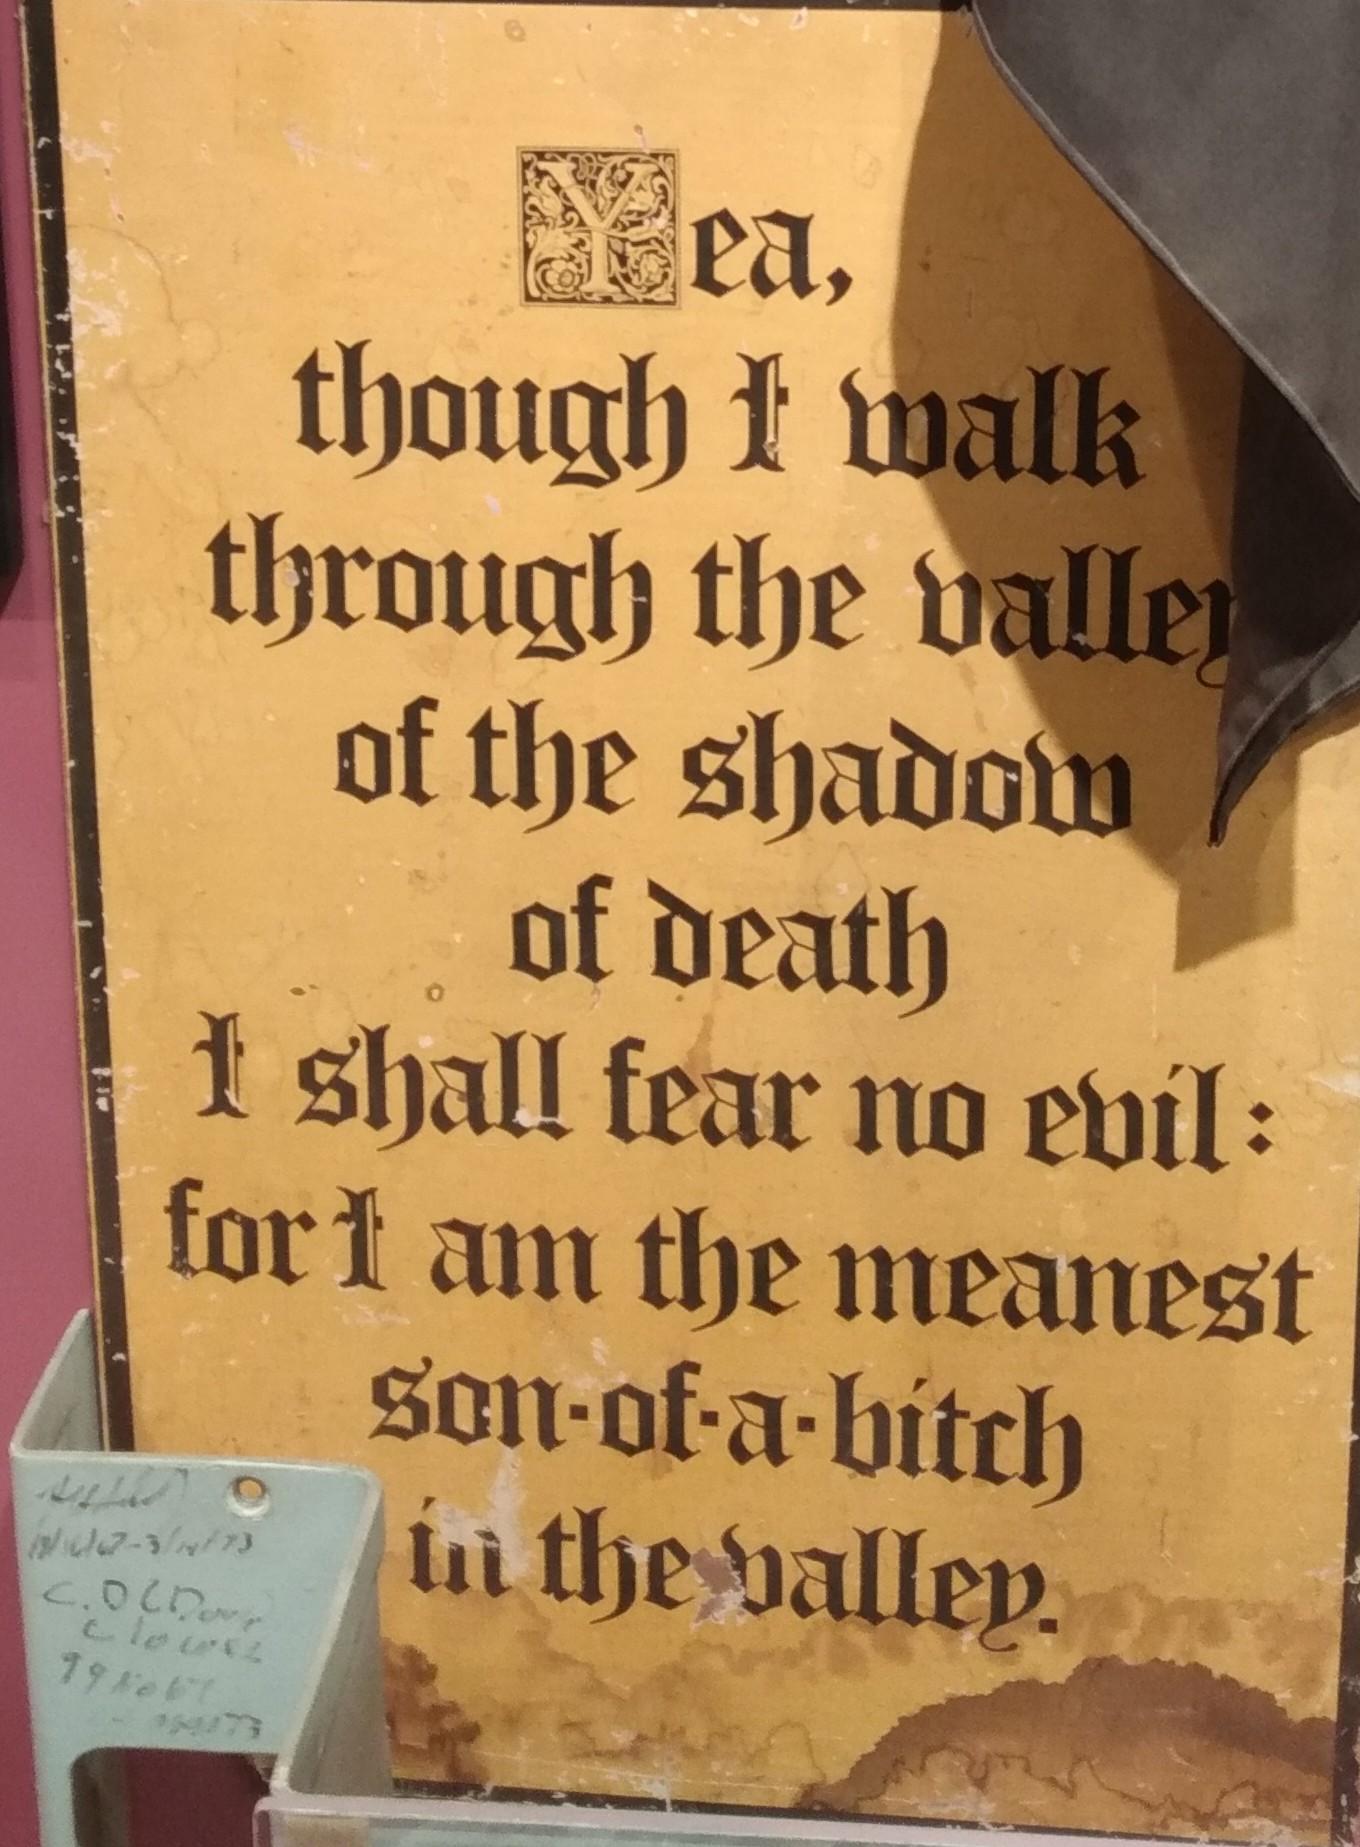 Yea,
though I walk
through the valley
of the shadow
of death
I shall fear no evil:
for I am the meanest
son·of·a·bitch
in the valley.